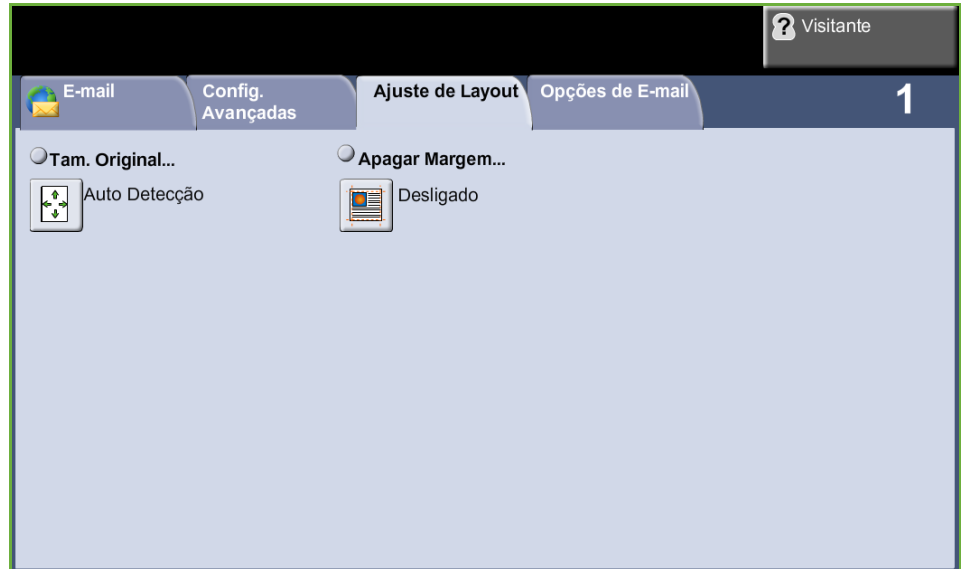 Visitante
E-mail
Config.
Avançadas
Ajuste de Layout
Opções de E-mail
1
Tam. Original...
Auto Detecção
Apagar Margem...
Desligado